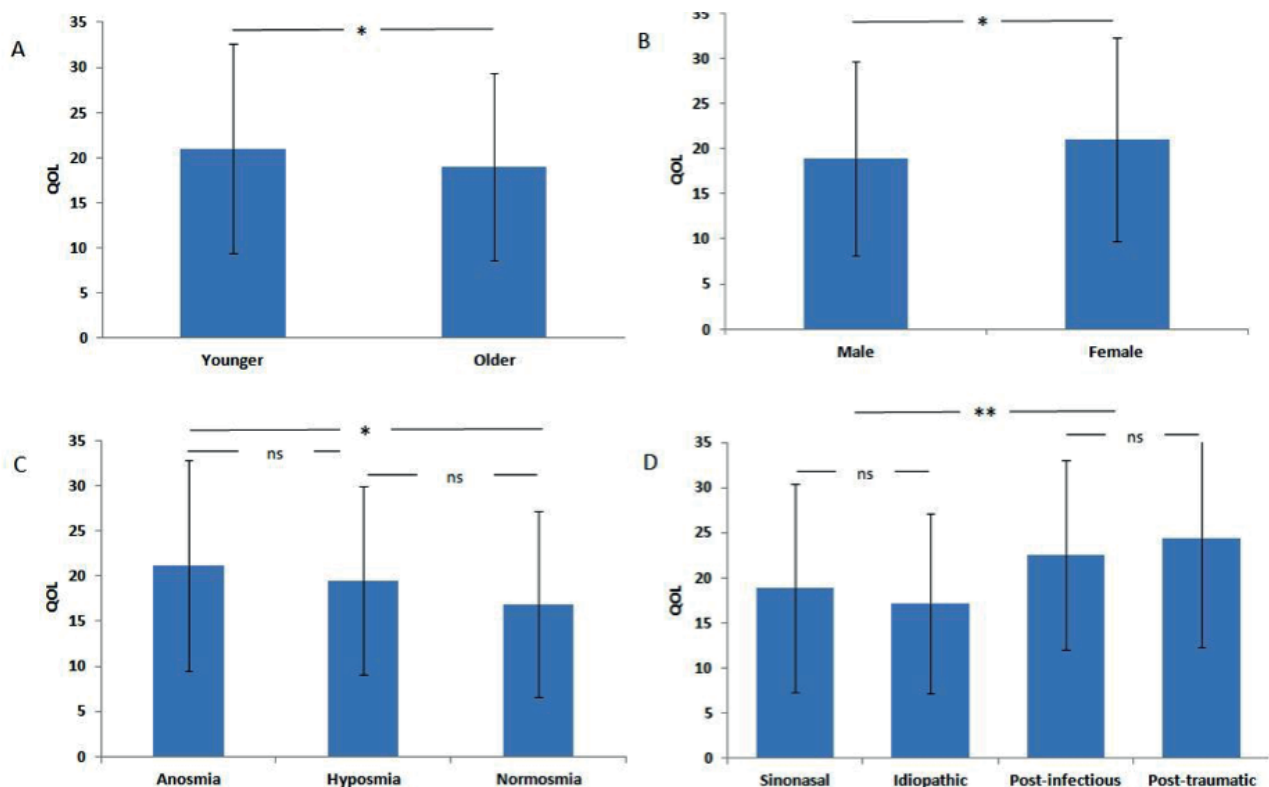 A
35
30
25
20
15
10
5
0
QOL
*
Younger Older
B
35
30
25
20
15
10
5
0
QOL
*
Male Female
C
35
30
25
20
15
10
5
0
QOL
*
ns
ns
Anosmia Hyposmia Normosmia
D
35
30
25
20
15
10
5
0
QOL
**
ns
ns
Sinonasal Idiopathic Post-infectious Post-traumatic